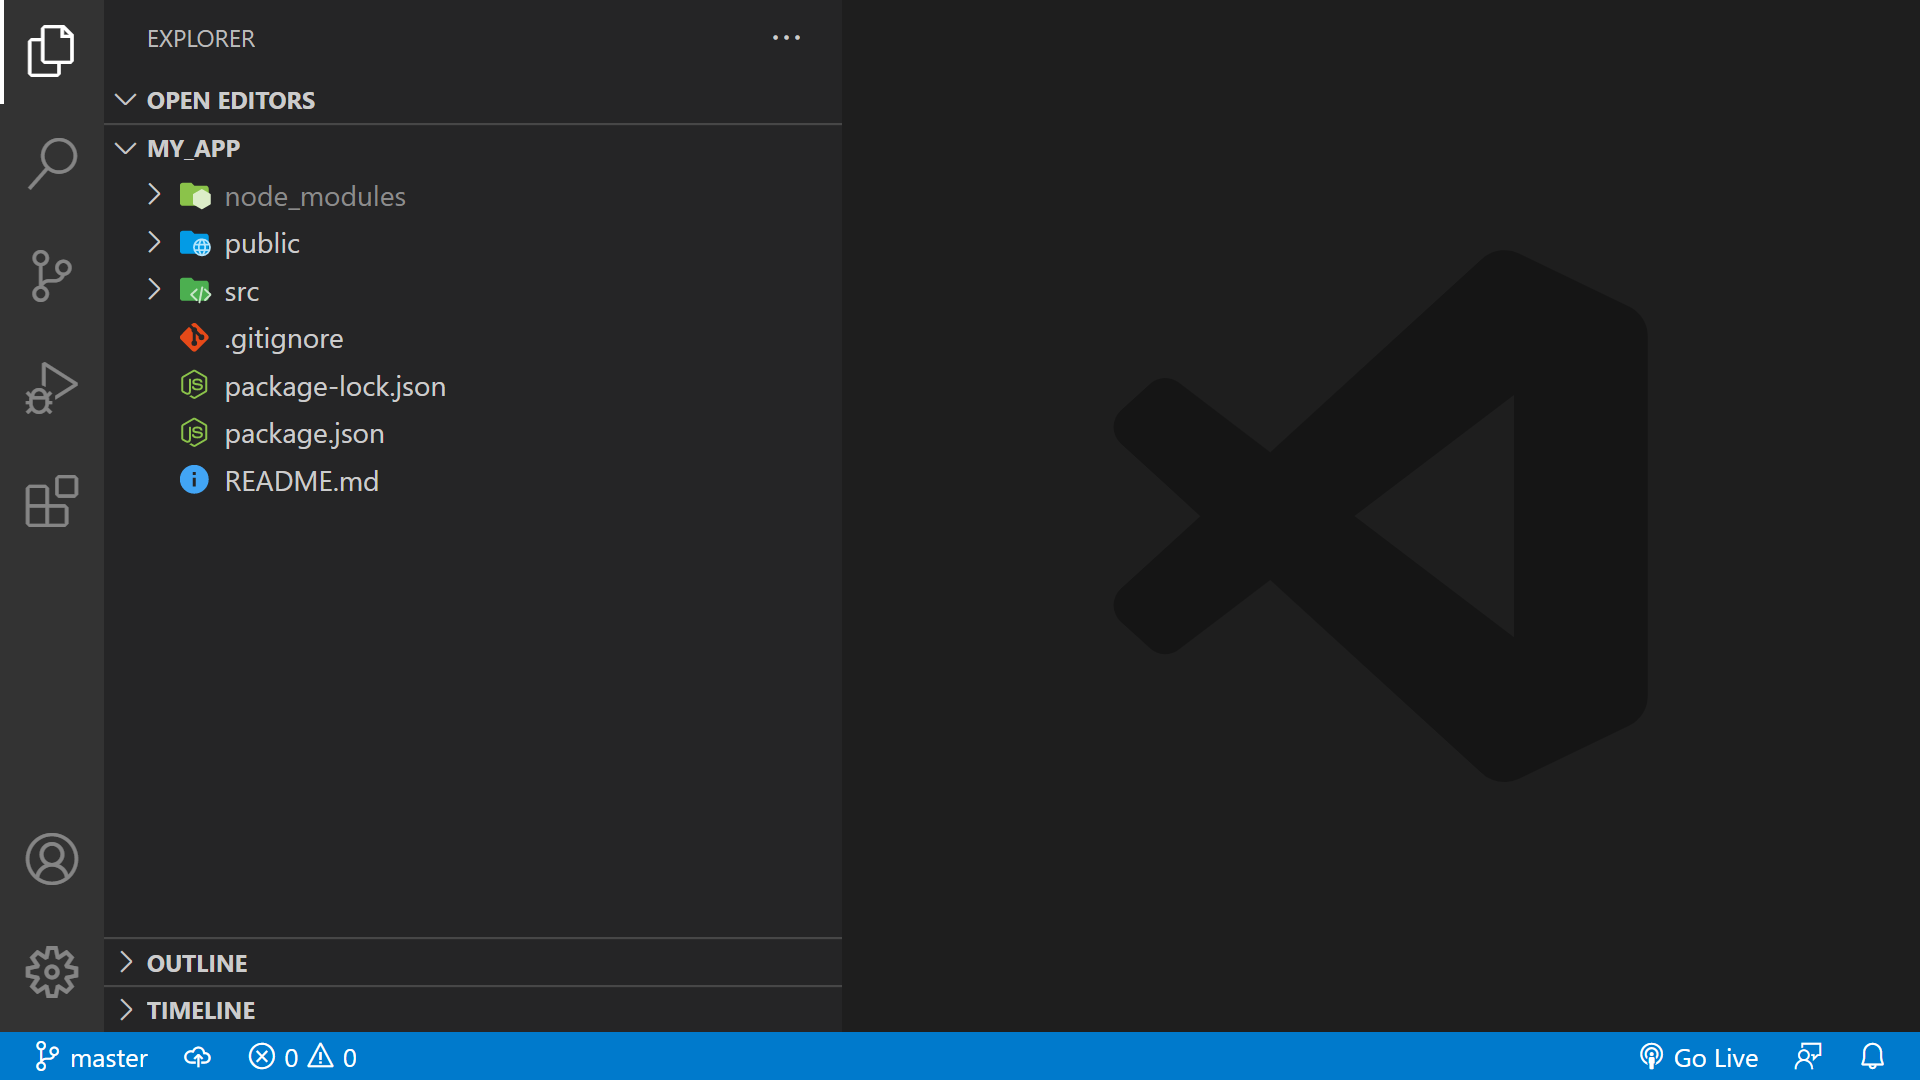 EXPLORER
OPEN EDITORS
MY_APP
node_modules
public
src
.gitignore
package-lock.json
package.json
README.md
OUTLINE
TIMELINE
master 0 0 Go Live